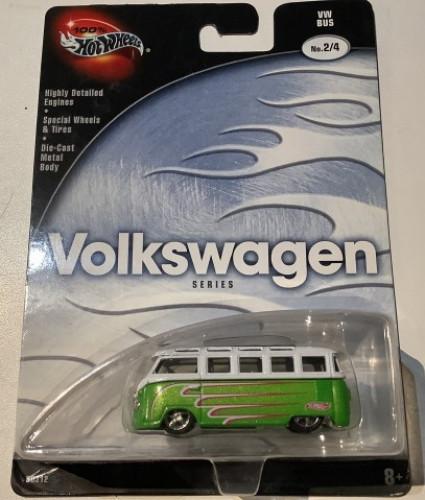 100%
Hot Wheels
VW
BUS
No.2/4
Highly Detailed
Engines
•
Special Wheels
& Tires
•
Die-Cast
Metal
Body
Volkswagen
SERIES
8+